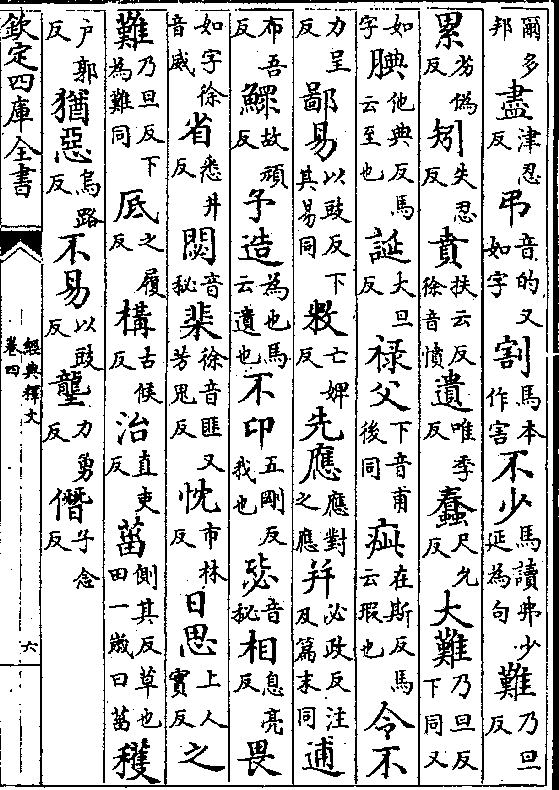 爾多邦盡津忍反弔音的又如字割馬本作害不少馬讀弗少延為句難乃旦反
累劣偽反矧失忍反賁扶云反徐音憤遺唯季反蠢尺允反大難乃旦反下同又
如字腆他典反馬云至也誕大旦反祿父下音甫後同疵在斯反馬云瑕也令不
力呈反鄙易以豉反下其易同敉亡婢反先應應對之應并必政反注及篇末同逋
布吾反鰥故頑反予造為也馬云遺也不卬五剛反我也毖音祕相息亮反畏
如字徐音威省悉井反閟音祕棐徐音匪又芳鬼反忱市林反日思上人實反之
難乃旦反下為難同厎之履反構古候反治直吏反菑側其反草也田一歲曰菑穫
户郭反猶惡烏路反不易以豉反壟力勇反僭子念反
欽定四庫全書
經典釋文
卷四
六